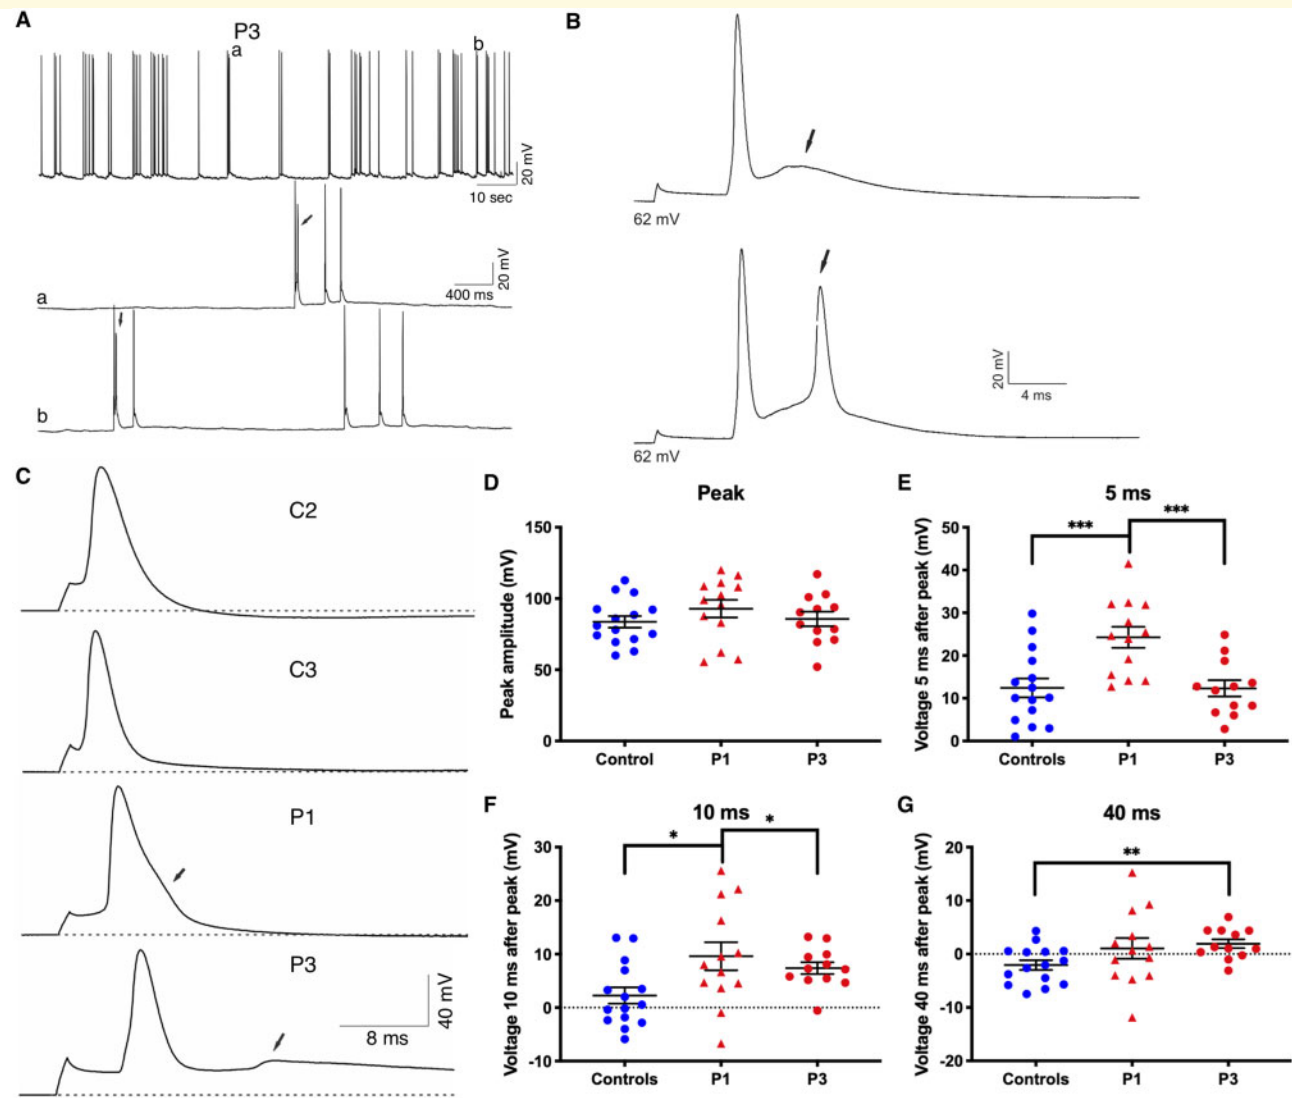 A
P3
a
b
20 mV
10 sec
a
20 mV
400 ms
b
B
62 mV
20 mV
4 ms
62 mV
C
C2
C3
P1
P3
40 mV
8 ms
D
Peak
Peak amplitude (mV)
150
100
50
0
Control P1 P3
E
5 ms
Voltage 5 ms after peak (mV)
50
40
30
20
10
0
*** ***
Controls P1 P3
F
10 ms
Voltage 10 ms after peak (mV)
30
20
10
0
-10
* *
Controls P1 P3
G
40 ms
Voltage 40 ms after peak (mV)
20
10
0
-10
-20
**
Controls P1 P3